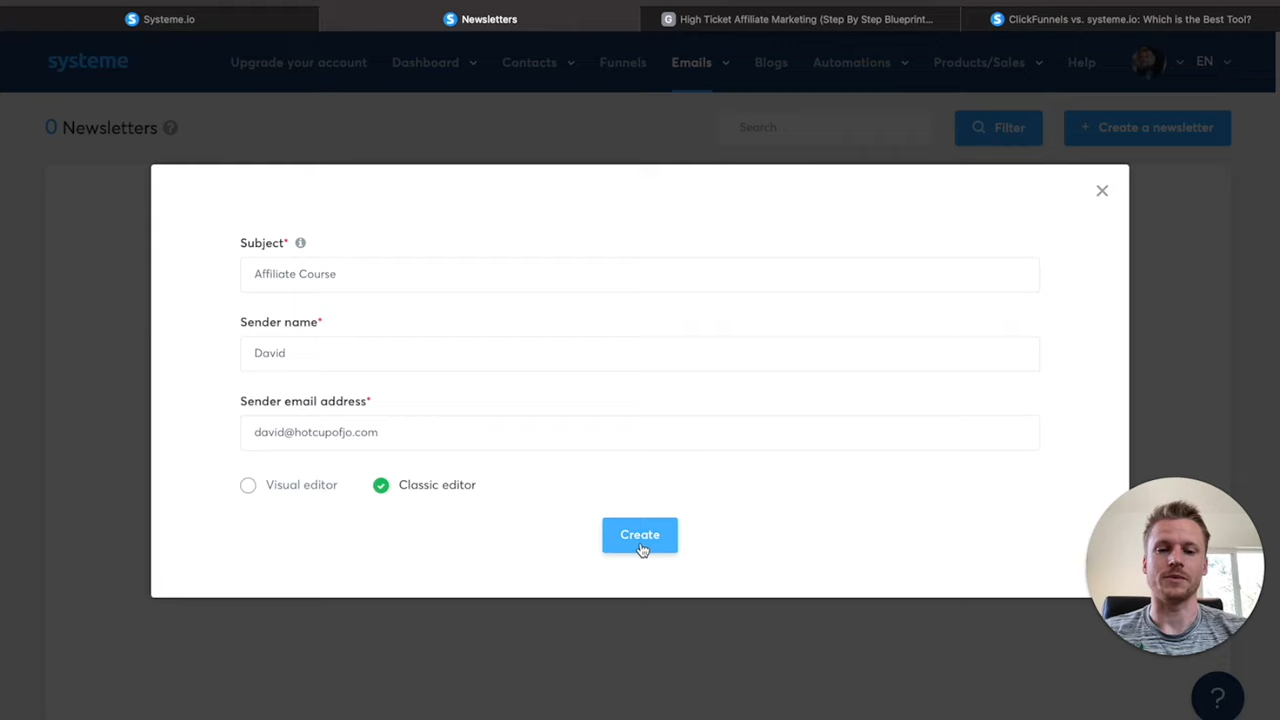 Systeme.io
Newsletters
High Ticket Affiliate Marketing (Step By Step Blueprint...
ClickFunnels vs. systeme.io: Which is the Best Tool?
systeme
Upgrade your account
Dashboard
Contacts
Funnels
Emails
Blogs
Automations
Products/Sales
Help
EN
0 Newsletters ?
Search...
Filter
+ Create a newsletter
Subject* i
Affiliate Course
Sender name*
David
Sender email address*
david@hotcupofjo.com
Visual editor
Classic editor
Create
?